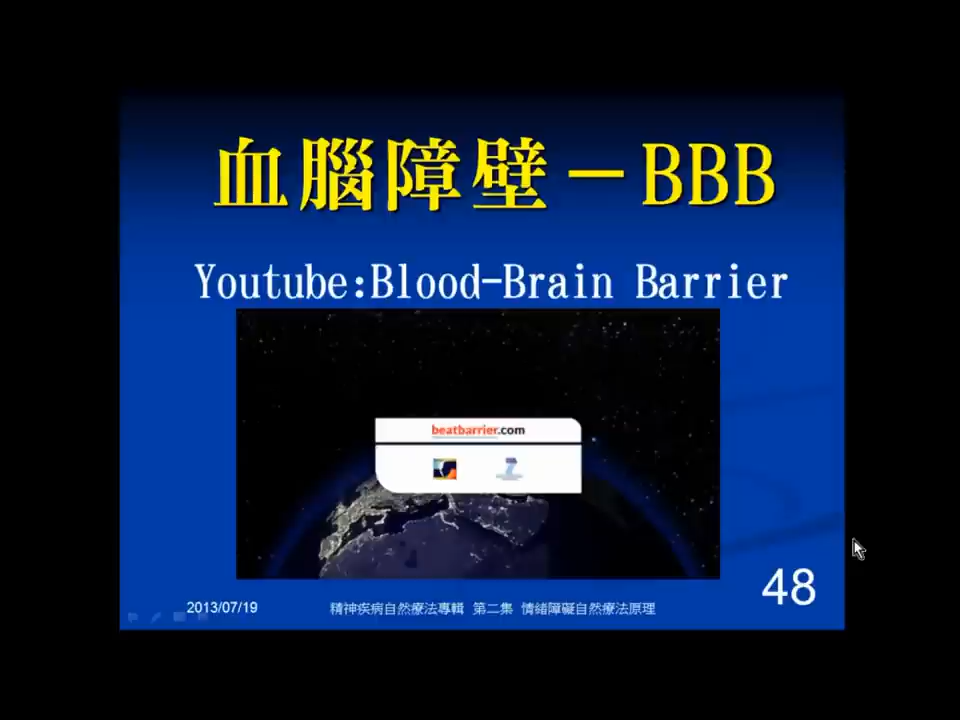 血腦障壁－BBB
Youtube:Blood-Brain Barrier
beatbarrier.com
2013/07/19
精神疾病自然療法專輯 第二集 情緒障礙自然療法原理
48